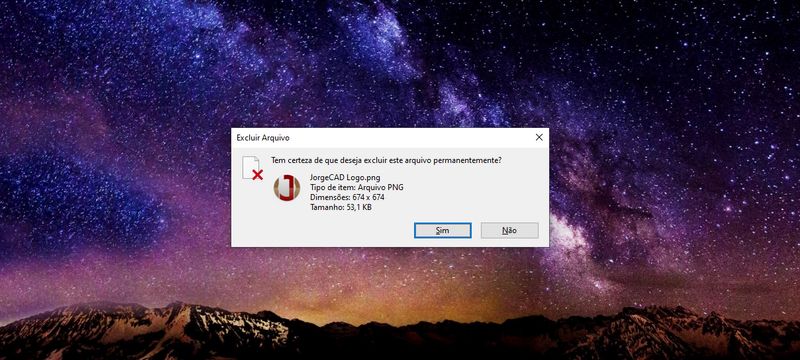 Excluir Arquivo
Tem certeza de que deseja excluir este arquivo permanentemente?
JorgeCAD Logo.png
Tipo de item: Arquivo PNG
Dimensões: 674 x 674
Tamanho: 53,1 KB
Sim
Não